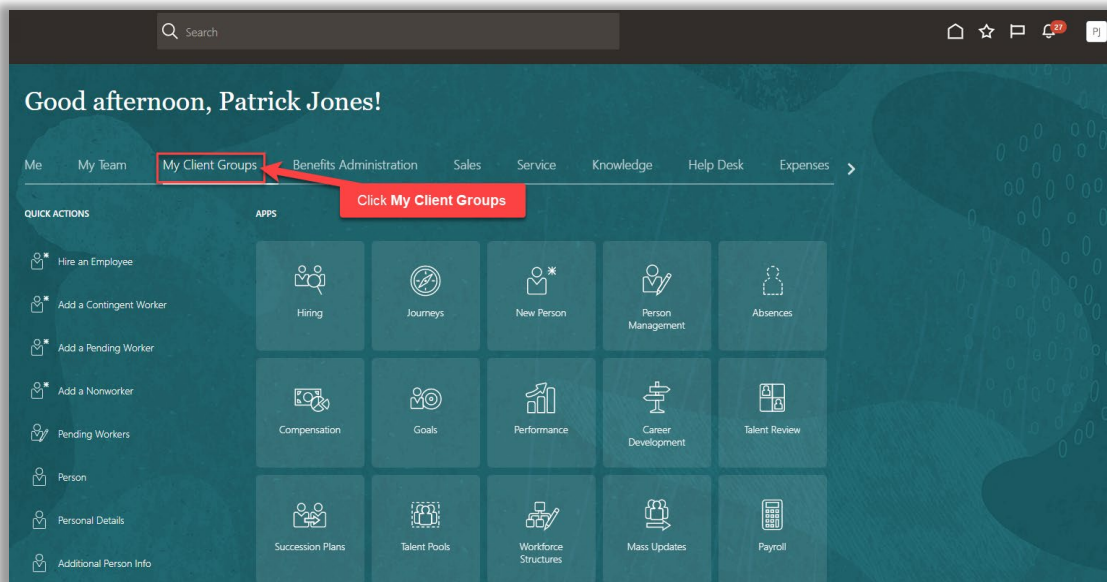 Search
27
PJ
Good afternoon, Patrick Jones!
Me My Team My Client Groups Benefits Administration Sales Service Knowledge Help Desk Expenses
Click My Client Groups
QUICK ACTIONS
Hire an Employee
Add a Contingent Worker
Add a Pending Worker
Add a Nonworker
Pending Workers
Person
Personal Details
Additional Person Info
APPS
Hiring
Journeys
New Person
Person
Management
Absences
Compensation
Goals
Performance
Career
Development
Talent Review
Succession Plans
Talent Pools
Workforce
Structures
Mass Updates
Payroll